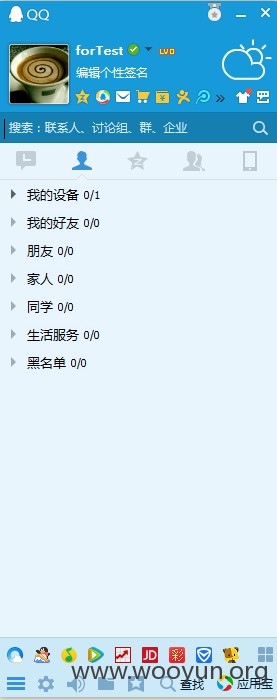 QQ
forTest LV0
编辑个性签名
搜索：联系人、讨论组、群、企业
我的设备 0/1
我的好友 0/0
朋友 0/0
家人 0/0
同学 0/0
生活服务 0/0
黑名单 0/0
JD 彩
www.wooyun.org
查找 应用宝